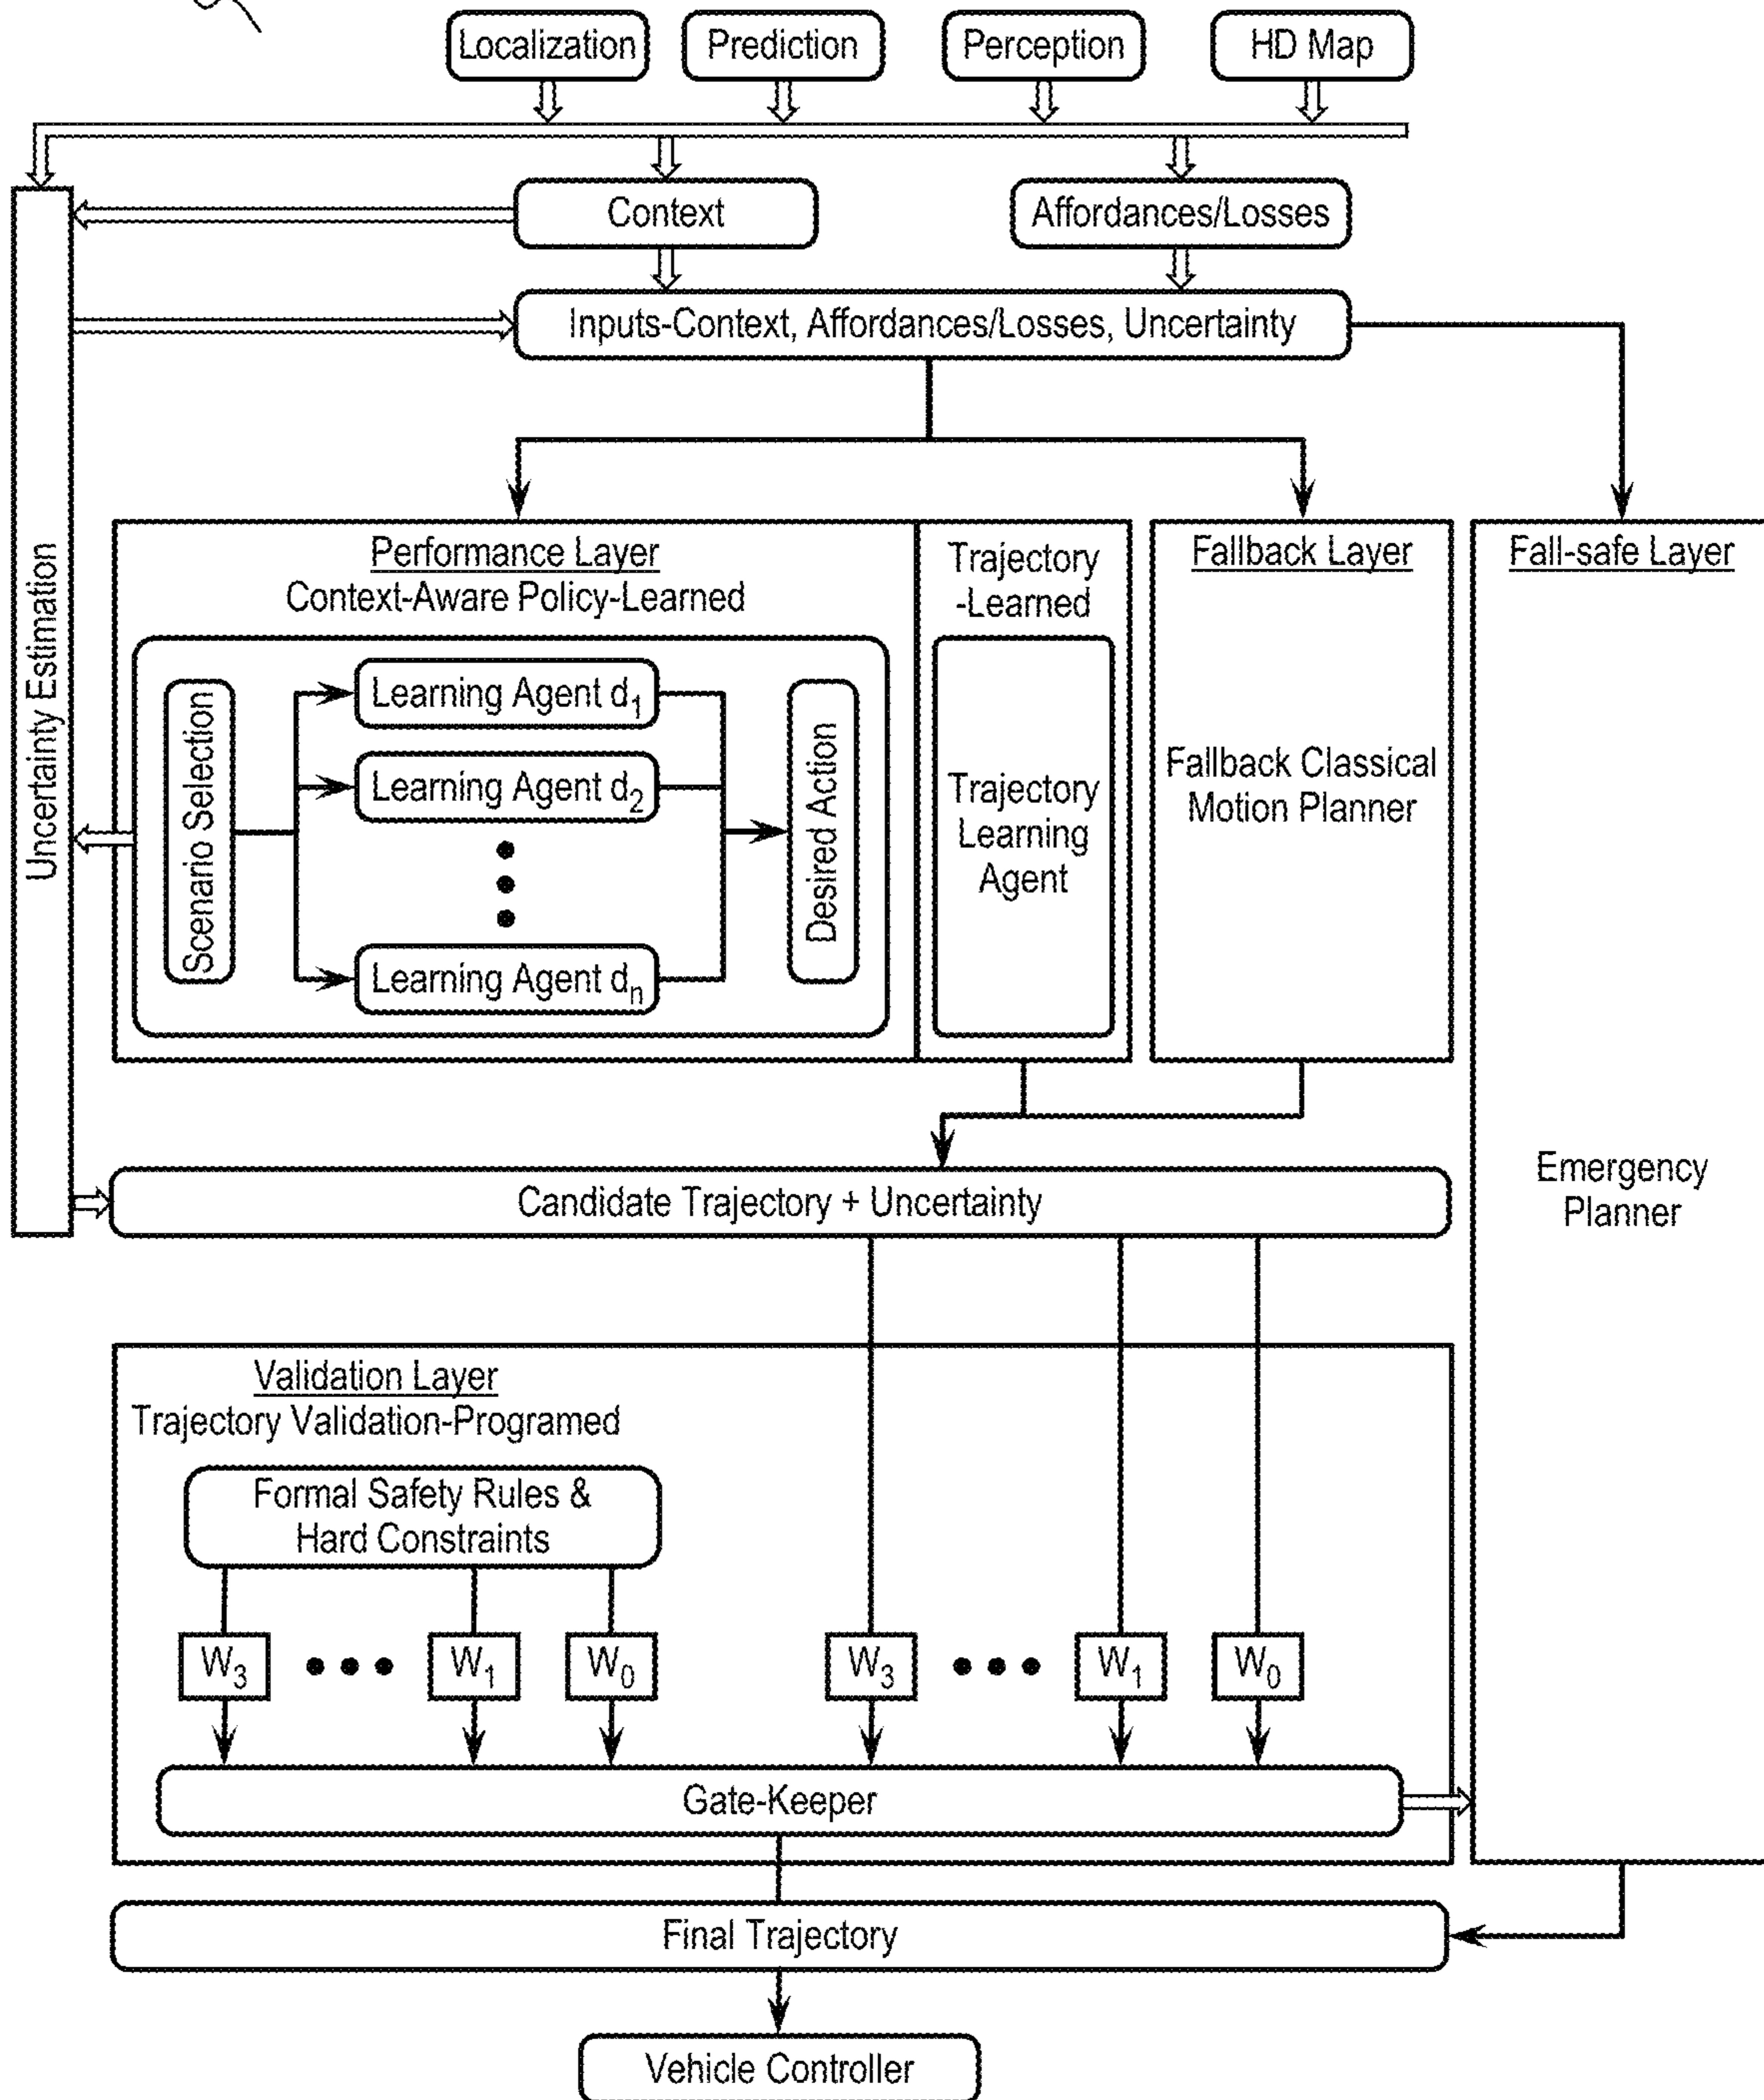 Localization
Prediction
Perception
HD Map
Context
Affordances/Losses
Inputs-Context, Affordances/Losses, Uncertainty
Uncertainty Estimation
Performance Layer
Context-Aware Policy-Learned
Scenario Selection
Learning Agent d1
Learning Agent d2
Learning Agent dn
Desired Action
Trajectory
-Learned
Trajectory
Learning
Agent
Fallback Layer
Fallback Classical
Motion Planner
Fall-safe Layer
Emergency
Planner
Candidate Trajectory + Uncertainty
Validation Layer
Trajectory Validation-Programed
Formal Safety Rules &
Hard Constraints
W3
W1
W0
W3
W1
W0
Gate-Keeper
Final Trajectory
Vehicle Controller